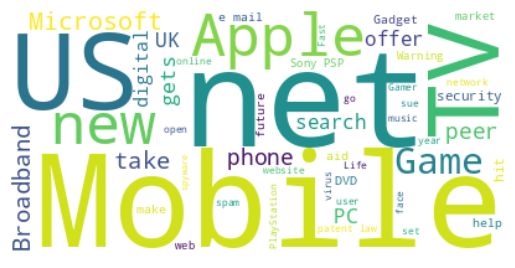 Microsoft
e mail
Gadget
market
US
digital
UK
Apple
offer
Fast
TV
gets
online
Sony PSP
Warning
new
net
Gamer
network
security
sue
Broadband
open
future
go
search
music
peer
take
phone
aid
Life
Game
year
hit
Mobile
spyware
website
DVD
virus
make
PlayStation
user
PC
face
spam
web
patent law
set
help